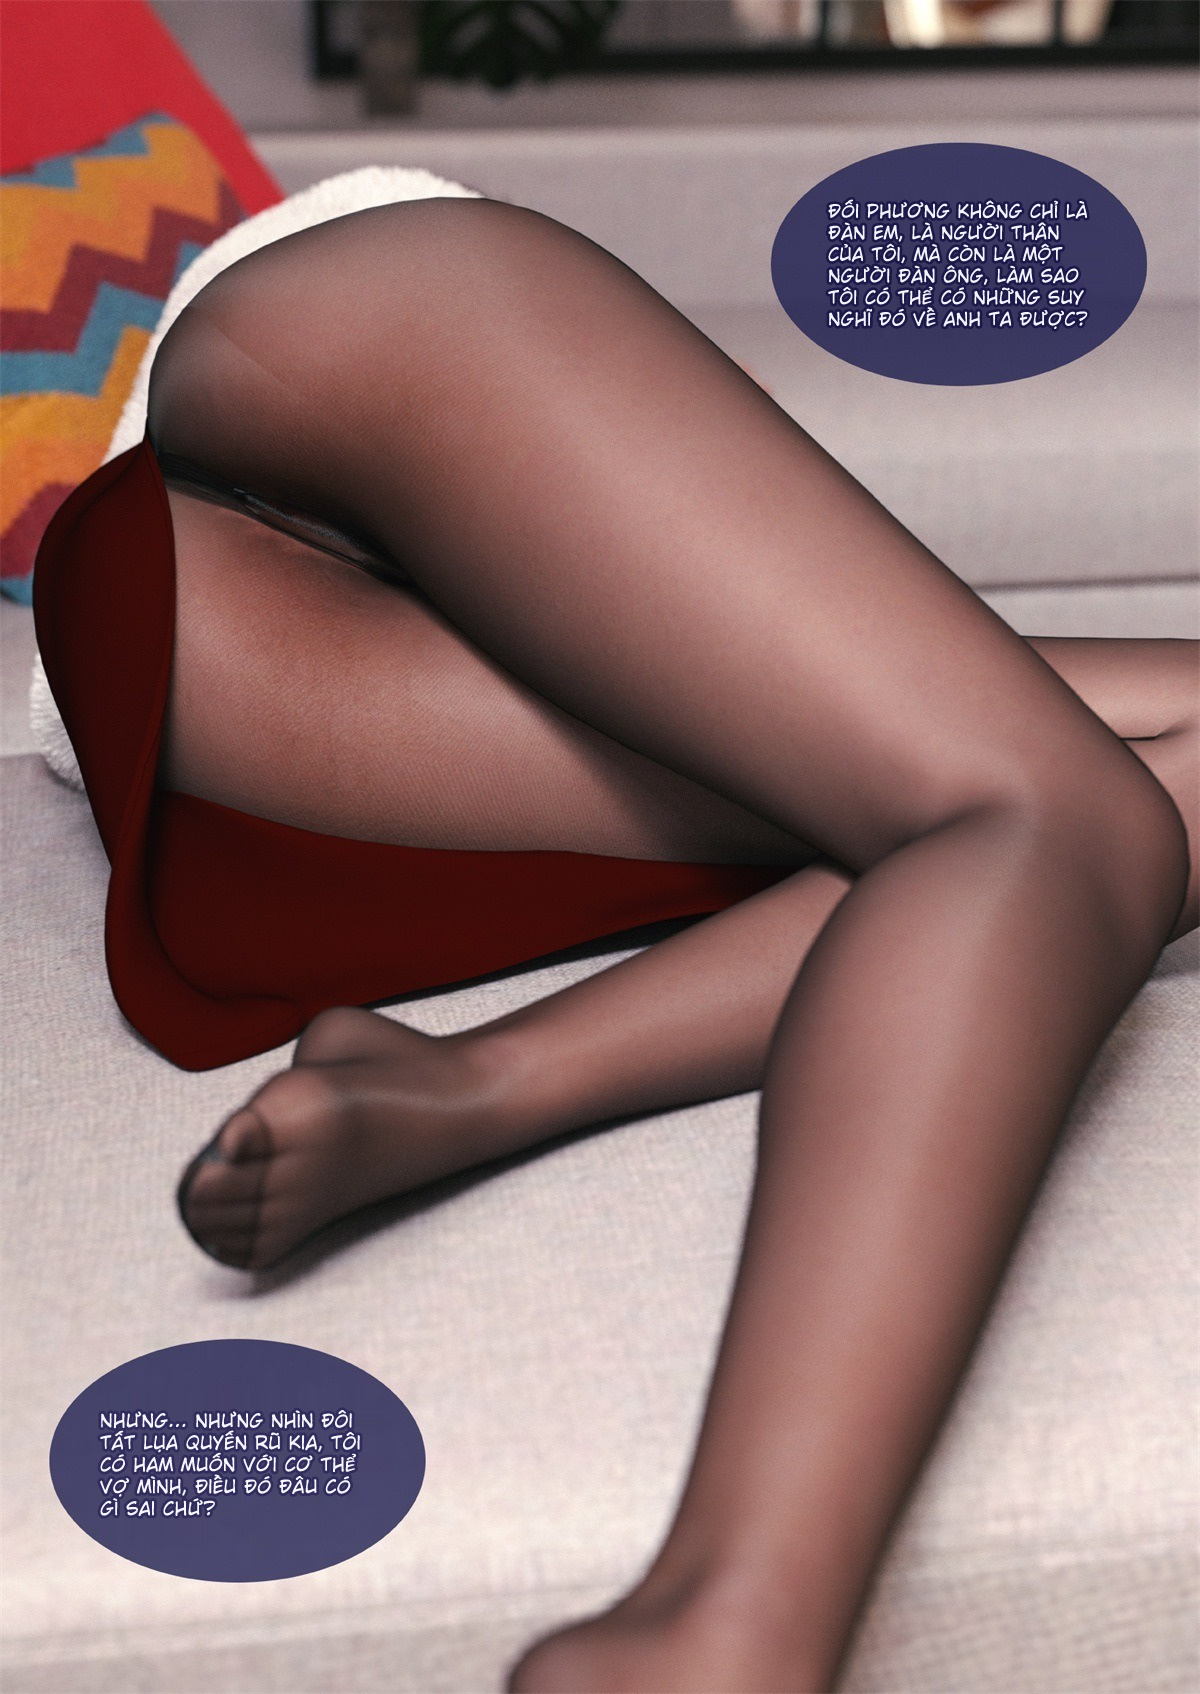 ĐỐI PHƯƠNG KHÔNG CHỈ LÀ
ĐÀN EM, LÀ NGƯỜI THÂN
CỦA TÔI, MÀ CÒN LÀ MỘT
NGƯỜI ĐÀN ÔNG, LÀM SAO
TÔI CÓ THỂ CÓ NHỮNG SUY
NGHĨ ĐÓ VỀ ANH TA ĐƯỢC?
NHƯNG... NHƯNG NHÌN ĐÔI
TẤT LỤA QUYẾN RŨ KIA, TÔI
CÓ HAM MUỐN VỚI CƠ THỂ
VỢ MÌNH, ĐIỀU ĐÓ ĐÂU CÓ
GÌ SAI CHỨ?